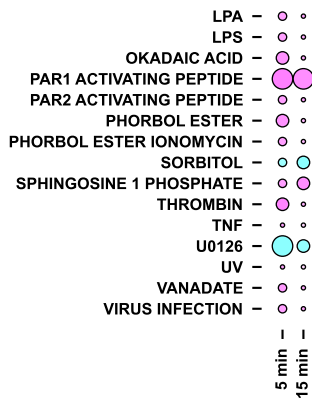 LPA
LPS
OKADAIC ACID
PAR1 ACTIVATING PEPTIDE
PAR2 ACTIVATING PEPTIDE
PHORBOL ESTER
PHORBOL ESTER IONOMYCIN
SORBITOL
SPHINGOSINE 1 PHOSPHATE
THROMBIN
TNF
U0126
UV
VANADATE
VIRUS INFECTION
5 min
15 min